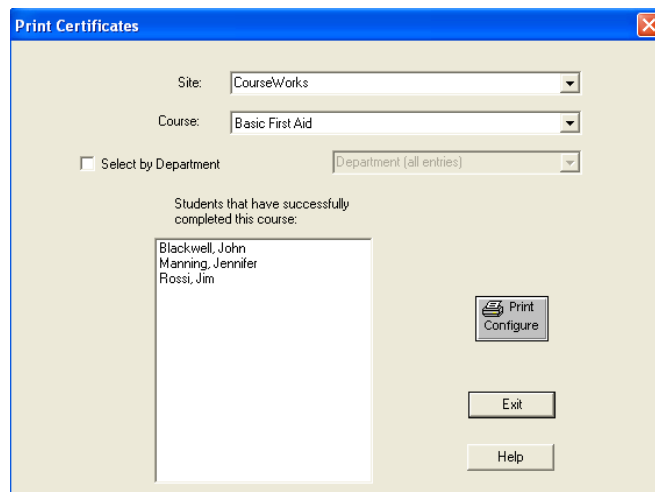 Print Certificates
Site:
CourseWorks
Course:
Basic First Aid
Select by Department
Department (all entries)
Students that have successfully
completed this course:
Blackwell, John
Manning, Jennifer
Rossi, Jim
Print
Configure
Exit
Help